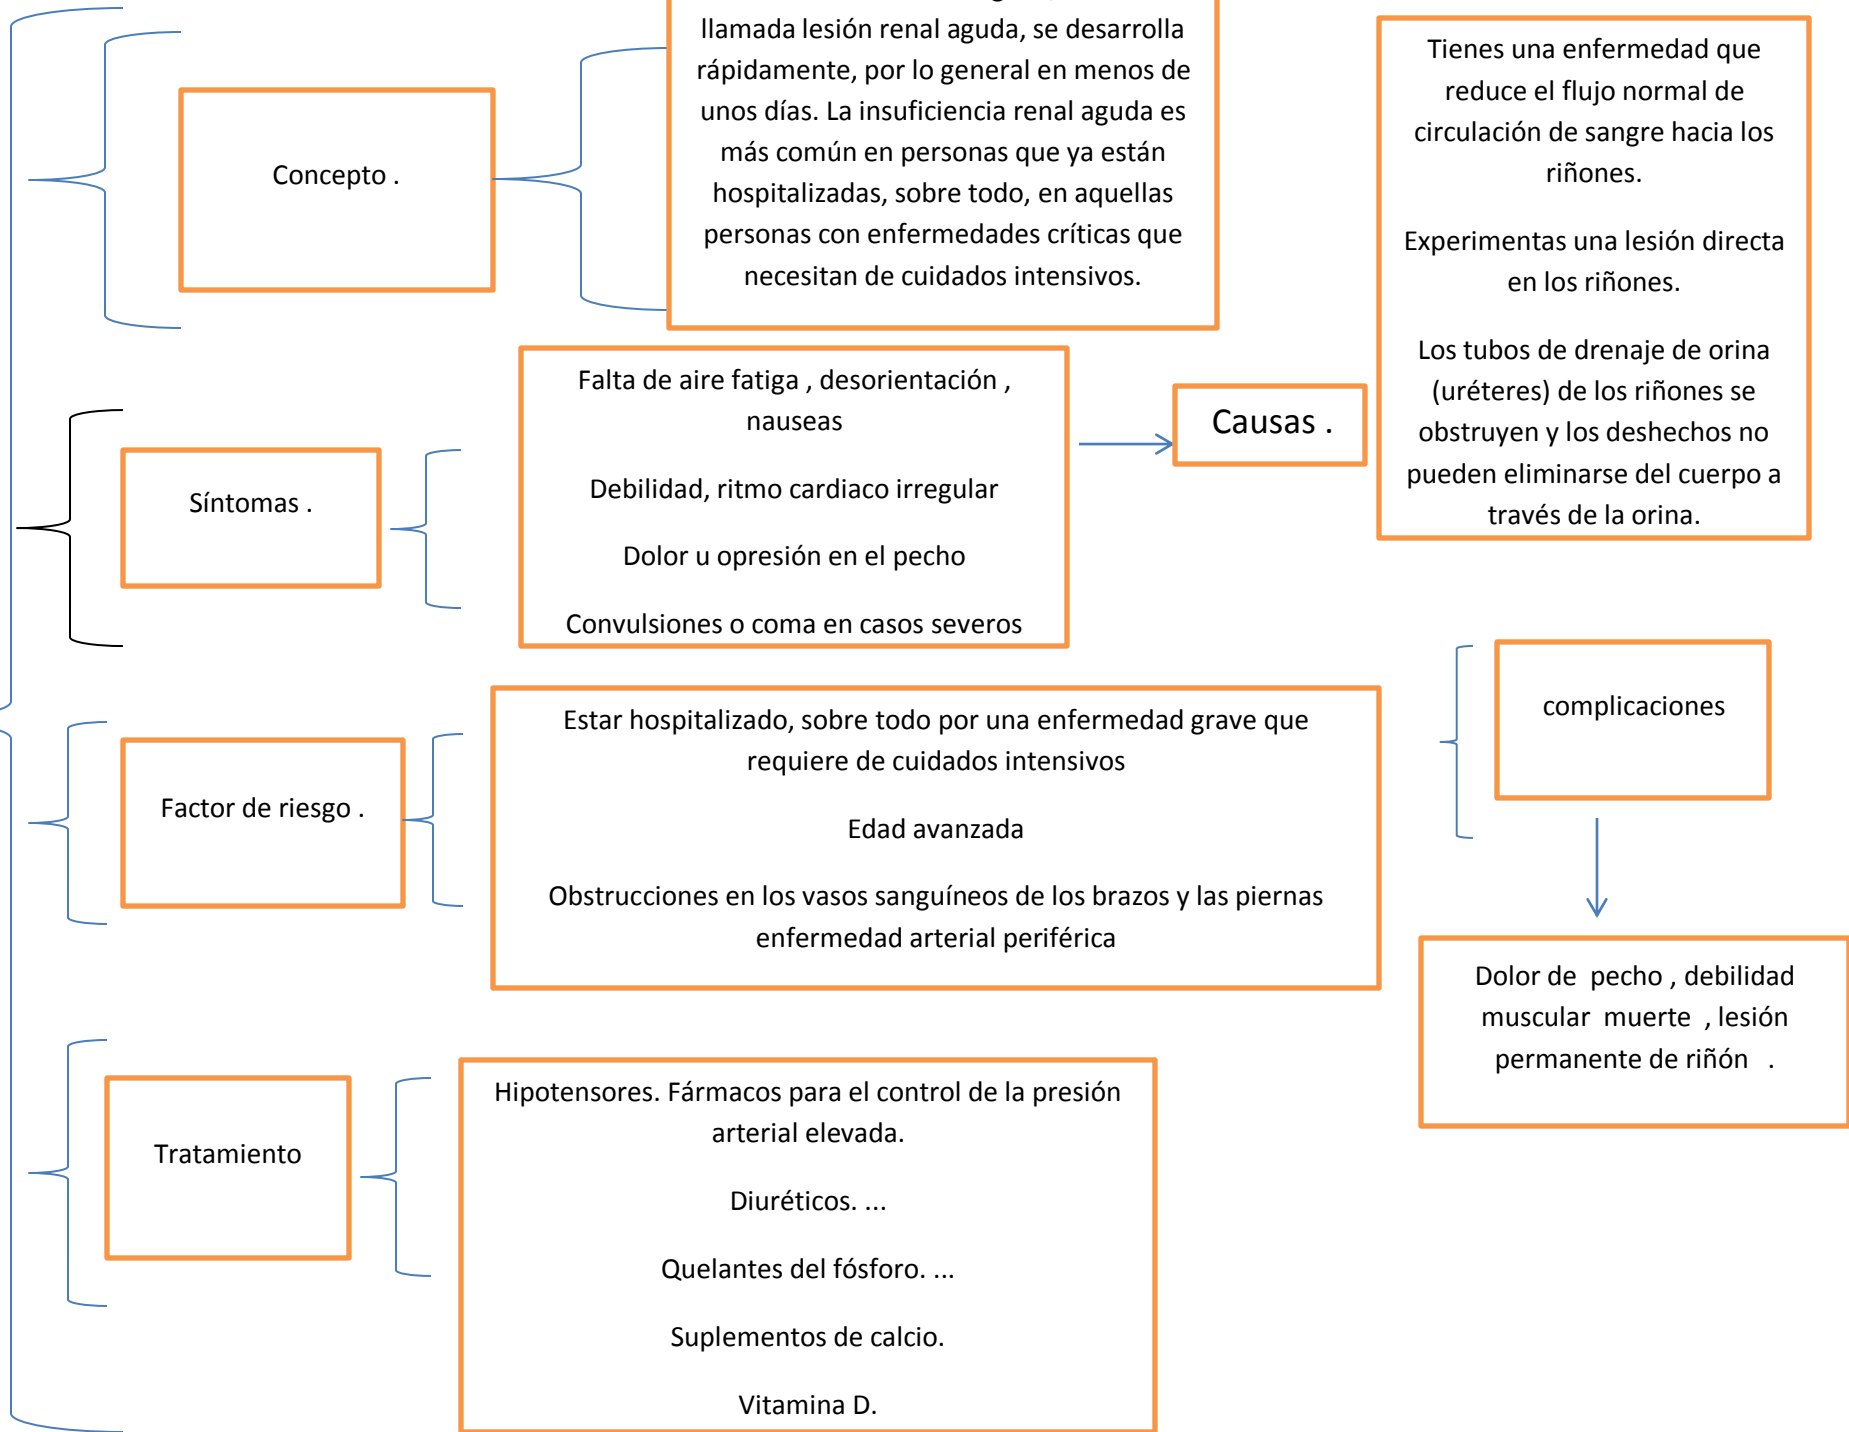 llamada lesión renal aguda, se desarrolla
rápidamente, por lo general en menos de
unos días. La insuficiencia renal aguda es
más común en personas que ya están
hospitalizadas, sobre todo, en aquellas
personas con enfermedades críticas que
necesitan de cuidados intensivos.
Concepto .
Tienes una enfermedad que
reduce el flujo normal de
circulación de sangre hacia los
riñones.
Experimentas una lesión directa
en los riñones.
Los tubos de drenaje de orina
(uréteres) de los riñones se
obstruyen y los deshechos no
pueden eliminarse del cuerpo a
través de la orina.
Causas .
Síntomas .
Falta de aire fatiga , desorientación ,
nauseas
Debilidad, ritmo cardiaco irregular
Dolor u opresión en el pecho
Convulsiones o coma en casos severos
Factor de riesgo .
Estar hospitalizado, sobre todo por una enfermedad grave que
requiere de cuidados intensivos
Edad avanzada
Obstrucciones en los vasos sanguíneos de los brazos y las piernas
enfermedad arterial periférica
complicaciones
Dolor de pecho , debilidad
muscular muerte , lesión
permanente de riñón .
Tratamiento
Hipotensores. Fármacos para el control de la presión
arterial elevada.
Diuréticos. ...
Quelantes del fósforo. ...
Suplementos de calcio.
Vitamina D.